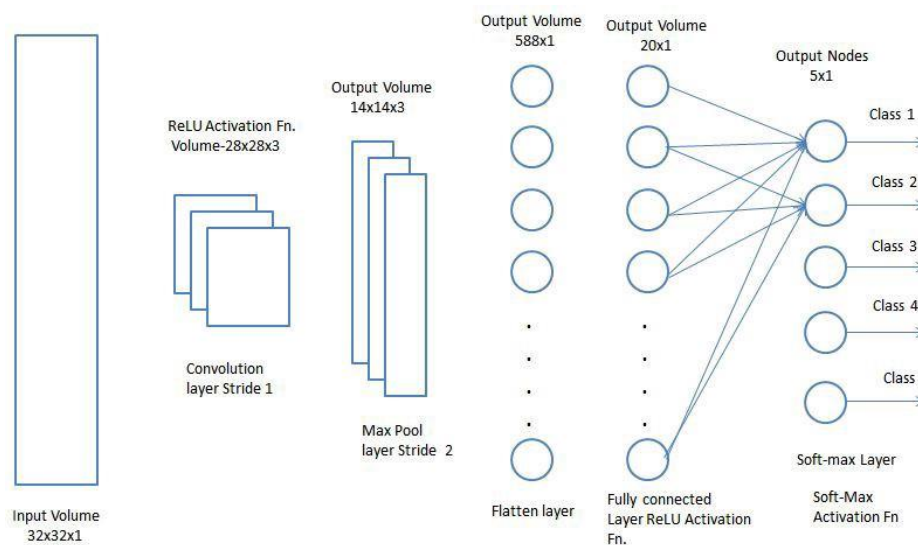 Input Volume
32x32x1
ReLU Activation Fn.
Volume-28x28x3
Convolution
layer Stride 1
Output Volume
14x14x3
Max Pool
layer Stride 2
Output Volume
588x1
Flatten layer
Output Volume
20x1
Fully connected
Layer ReLU Activation
Fn.
Output Nodes
5x1
Class 1
Class 2
Class 3
Class 4
Class
Soft-max Layer
Soft-Max
Activation Fn